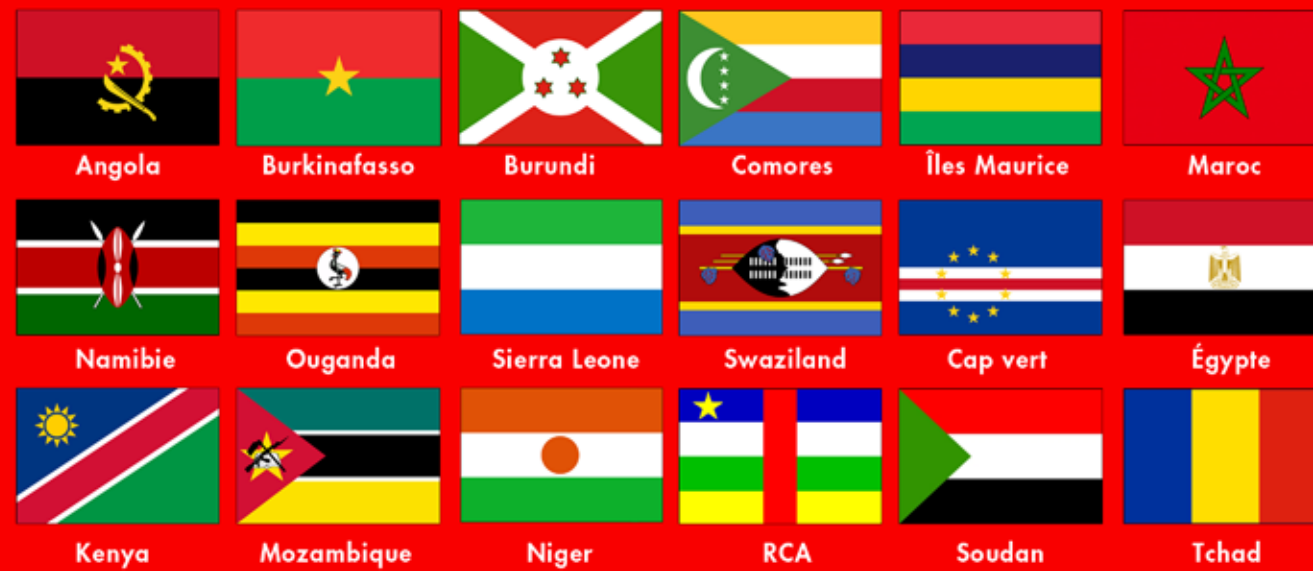 Angola Burkinafasso Burundi Comores Îles Maurice Maroc
Namibie Ouganda Sierra Leone Swaziland Cap vert Égypte
Kenya Mozambique Niger RCA Soudan Tchad